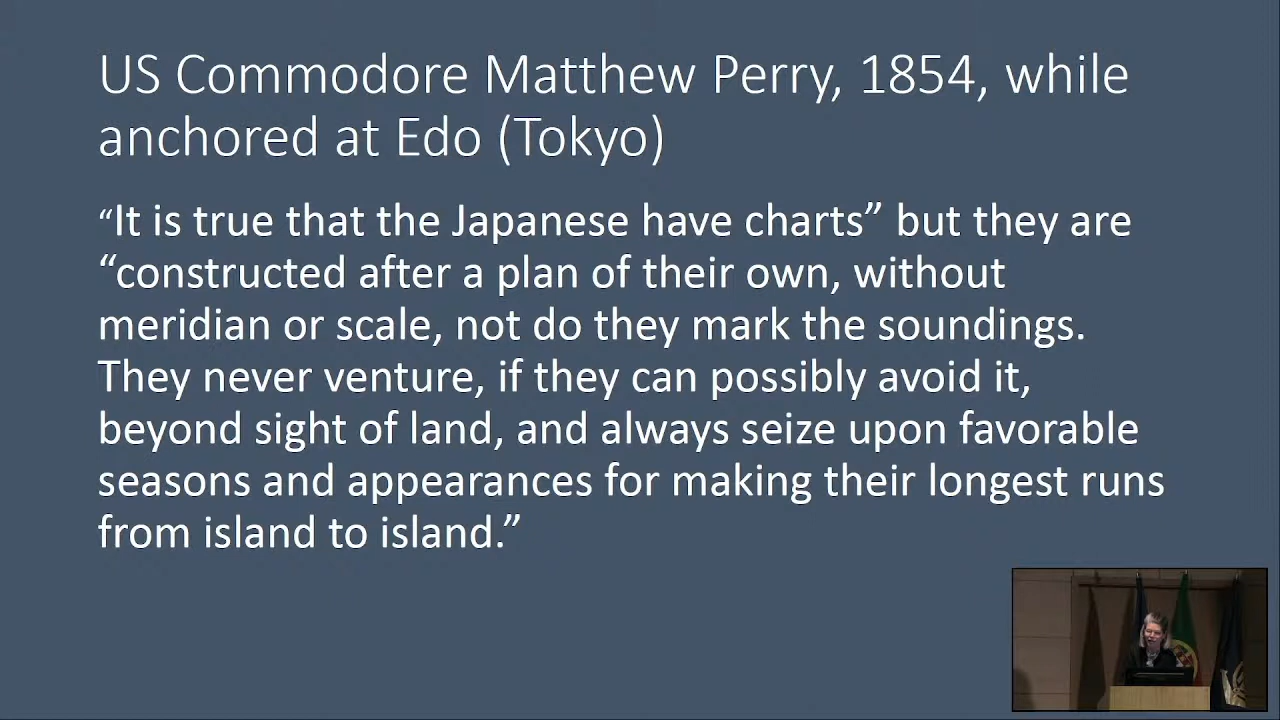 US Commodore Matthew Perry, 1854, while
anchored at Edo (Tokyo)
“It is true that the Japanese have charts” but they are
“constructed after a plan of their own, without
meridian or scale, not do they mark the soundings.
They never venture, if they can possibly avoid it,
beyond sight of land, and always seize upon favorable
seasons and appearances for making their longest runs
from island to island.”